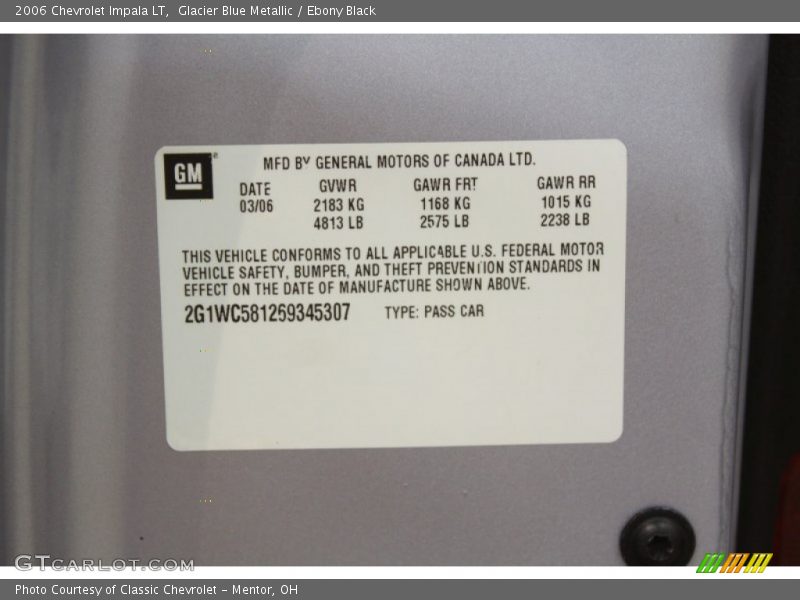 2006 Chevrolet Impala LT, Glacier Blue Metallic / Ebony Black
GM
MFD BY GENERAL MOTORS OF CANADA LTD.
DATE GVWR GAWR FRT GAWR RR
03/06 2183 KG 1168 KG 1015 KG
4813 LB 2575 LB 2238 LB
THIS VEHICLE CONFORMS TO ALL APPLICABLE U.S. FEDERAL MOTOR
VEHICLE SAFETY, BUMPER, AND THEFT PREVENTION STANDARDS IN
EFFECT ON THE DATE OF MANUFACTURE SHOWN ABOVE.
2G1WC581269345307 TYPE: PASS CAR
GTCARLOT.COM
Photo Courtesy of Classic Chevrolet - Mentor, OH